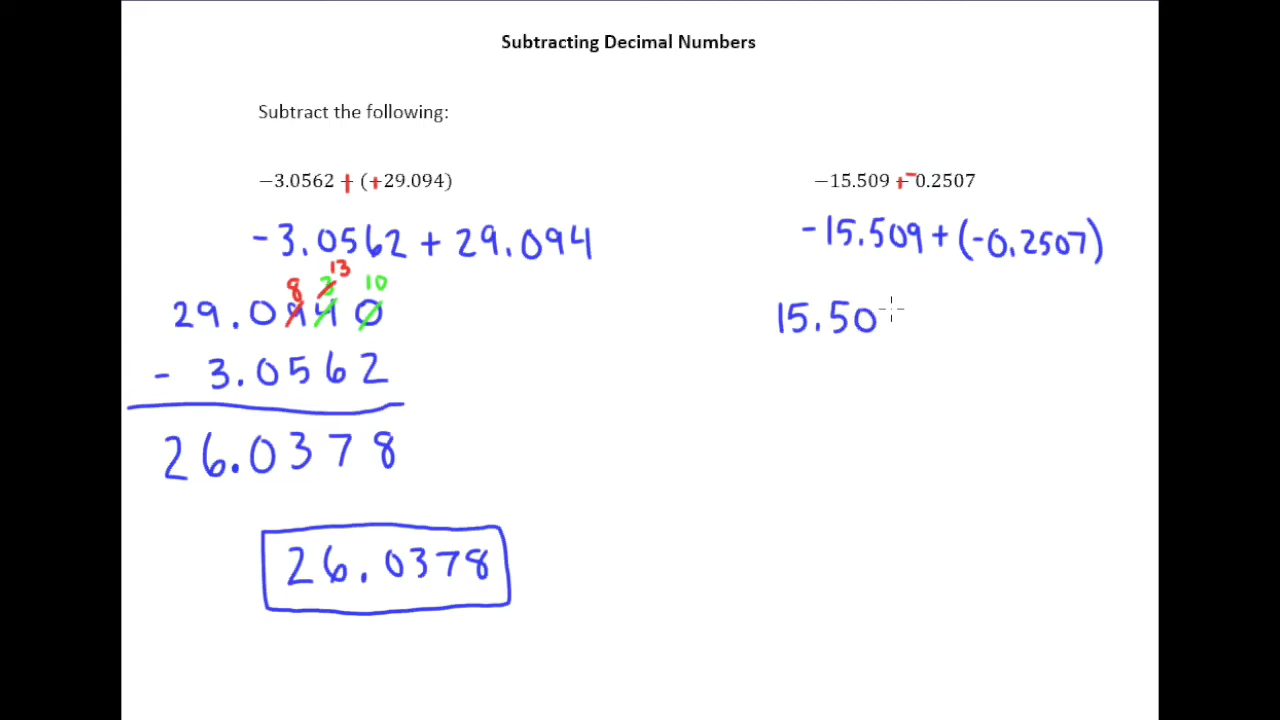 Subtracting Decimal Numbers
Subtract the following:
−3.0562 + (+29.094)
-3.0562 + 29.094
8 3 13 10
29.0940
- 3.0562
26.0378
26.0378
−15.509 + -0.2507
-15.509 + (-0.2507)
15.50